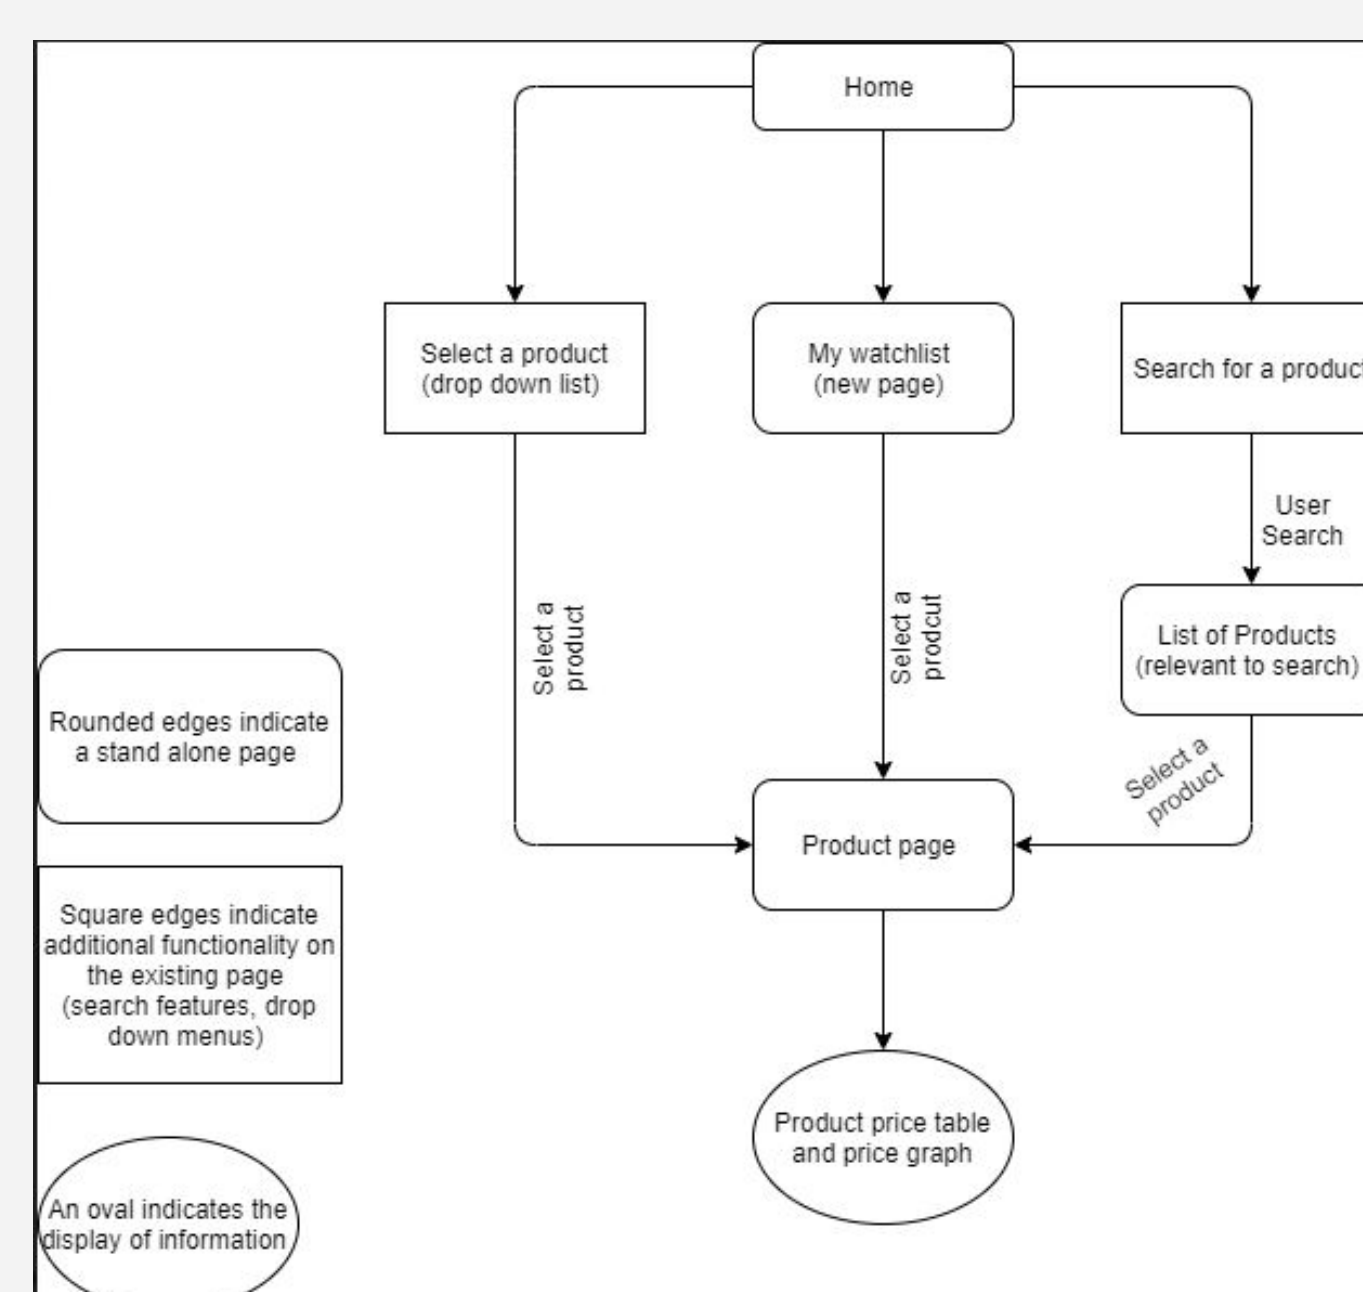 Home
Select a product
(drop down list)
My watchlist
(new page)
Search for a product
User
Search
Select a
product
Select a
prodcut
List of Products
(relevant to search)
Select a
product
Rounded edges indicate
a stand alone page
Product page
Square edges indicate
additional functionality on
the existing page
(search features, drop
down menus)
Product price table
and price graph
An oval indicates the
display of information